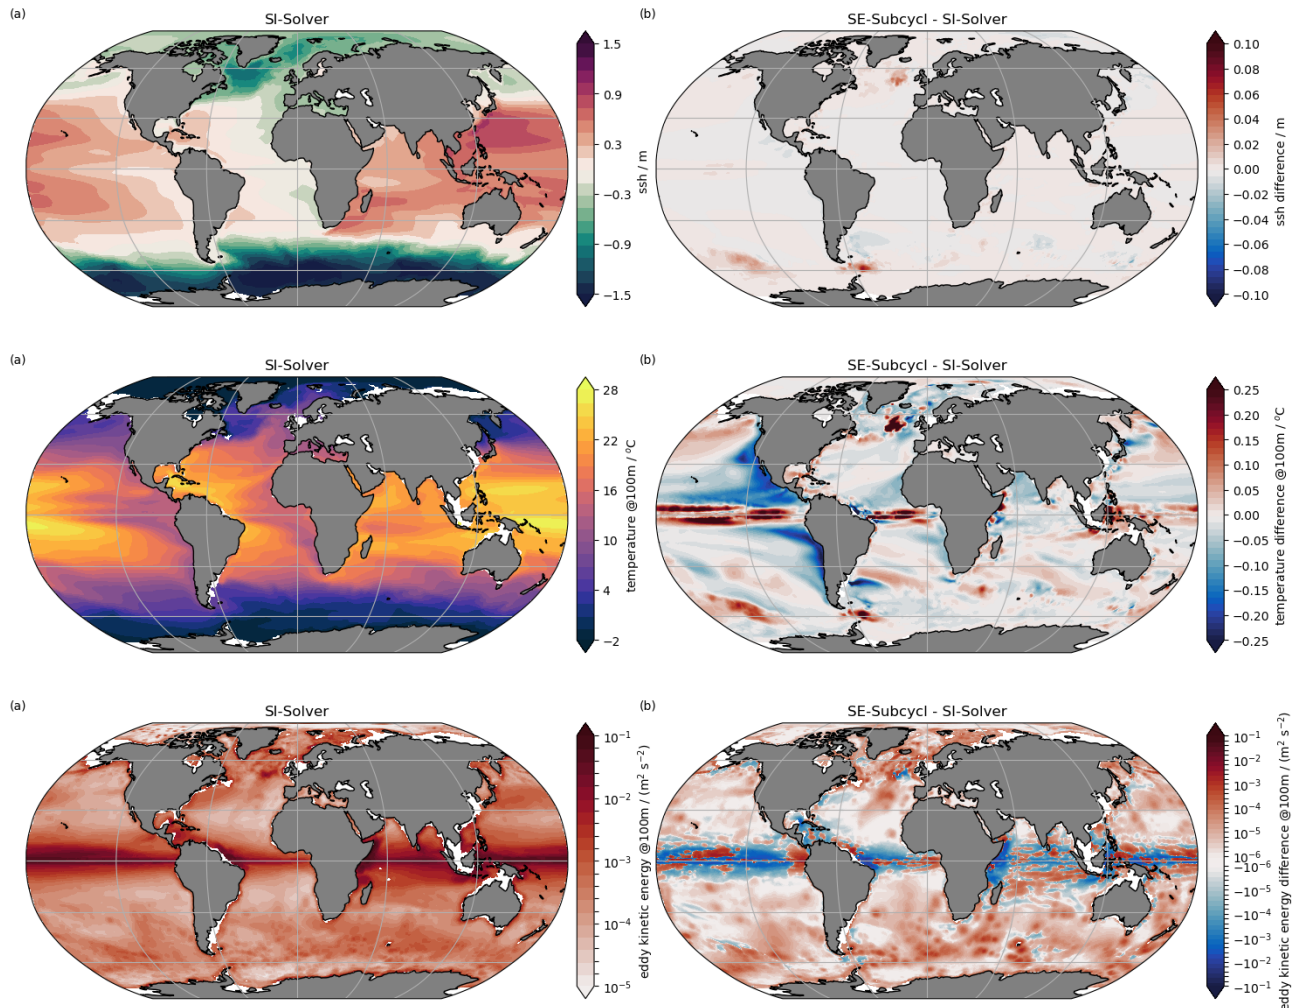 (a)
SI-Solver
1.5
0.9
0.3
−0.3
−0.9
−1.5
ssh / m
(b)
SE-Subcycl - SI-Solver
0.10
0.08
0.06
0.04
0.02
0.00
−0.02
−0.04
−0.06
−0.08
−0.10
ssh difference / m
(a)
SI-Solver
28
22
16
10
4
−2
temperature @100m / °C
(b)
SE-Subcycl - SI-Solver
0.25
0.20
0.15
0.10
0.05
0.00
−0.05
−0.10
−0.15
−0.20
−0.25
temperature difference @100m / °C
(a)
SI-Solver
10⁻¹
10⁻²
10⁻³
10⁻⁴
10⁻⁵
eddy kinetic energy @100m / (m² s⁻²)
(b)
SE-Subcycl - SI-Solver
10⁻¹
10⁻²
10⁻³
10⁻⁴
10⁻⁵
10⁻⁶
−10⁻⁶
−10⁻⁵
−10⁻⁴
−10⁻³
−10⁻²
−10⁻¹
eddy kinetic energy difference @100m / (m² s⁻²)